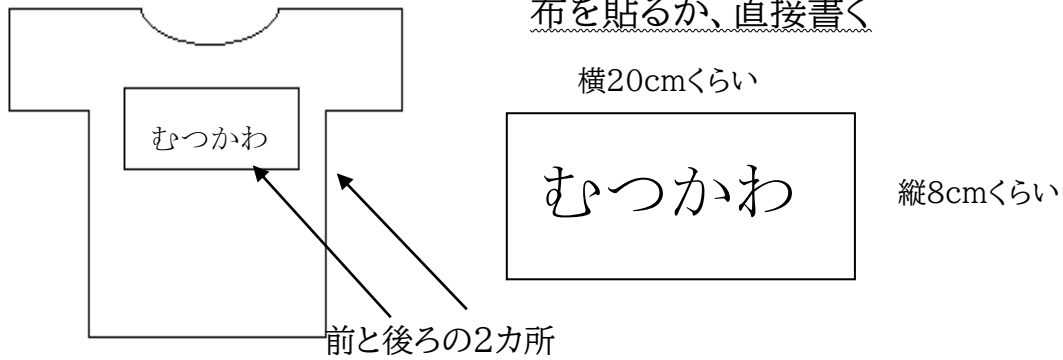 布を貼るか、直接書く
横20cmくらい
むつかわ
むつかわ
縦8cmくらい
前と後ろの2カ所